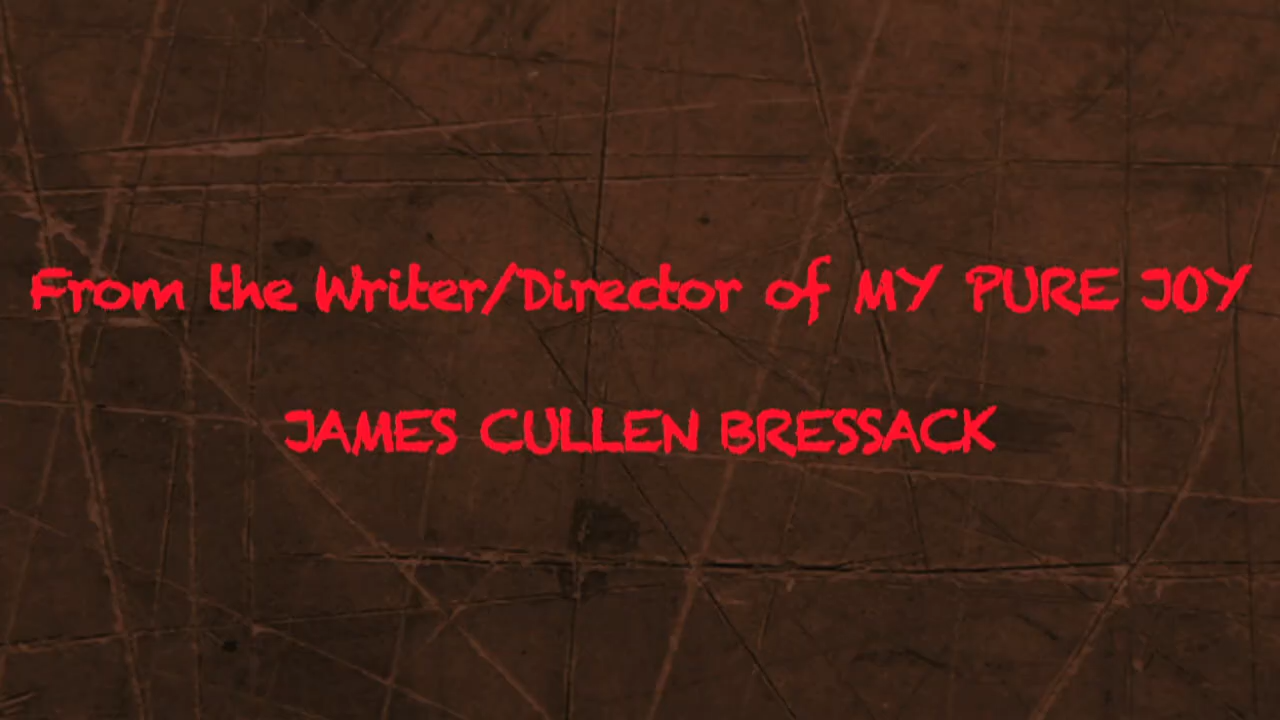 From the Writer/Director of MY PURE JOY
JAMES CULLEN BRESSACK